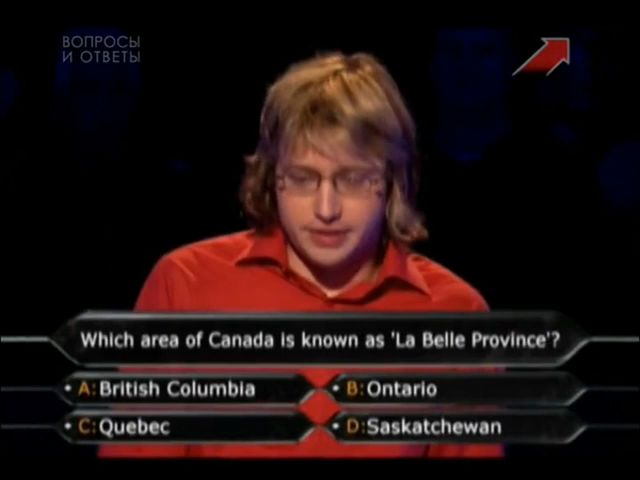 ВОПРОСЫ
И ОТВЕТЫ
Which area of Canada is known as 'La Belle Province'?
A: British Columbia
B: Ontario
C: Quebec
D: Saskatchewan